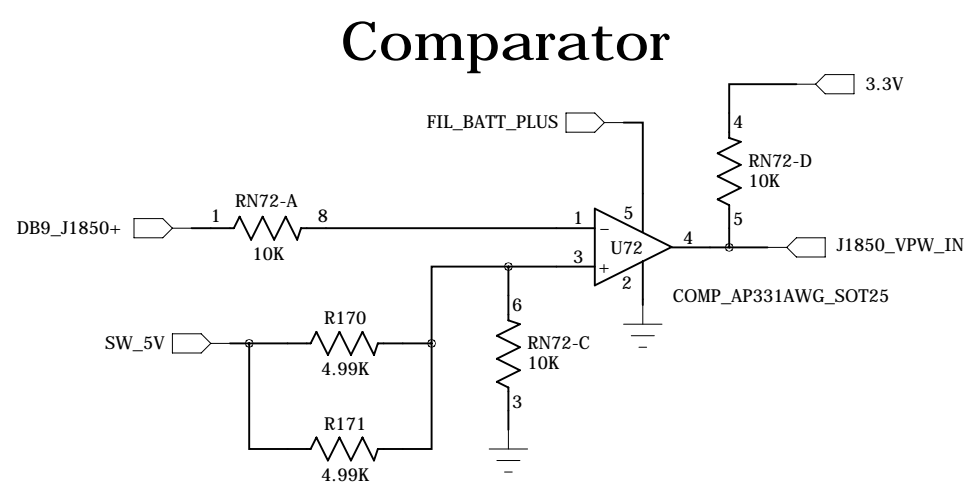 Comparator
3.3V
FIL_BATT_PLUS
4
RN72-D
10K
RN72-A
DB9_J1850+
1
8
10K
1
5
5
−
U72
4
J1850_VPW_IN
3
+
2
COMP_AP331AWG_SOT25
6
R170
SW_5V
4.99K
RN72-C
10K
3
R171
4.99K